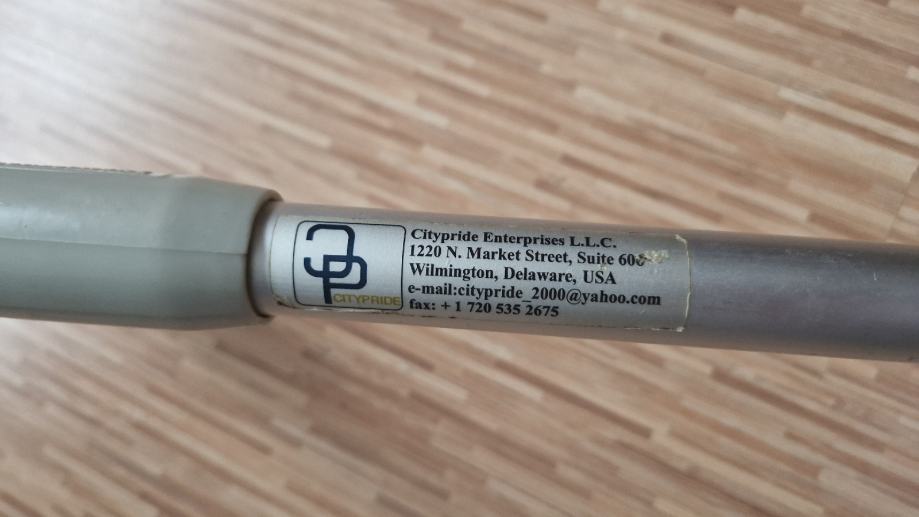 CITYPRIDE
Citypride Enterprises L.L.C.
1220 N. Market Street, Suite
Wilmington, Delaware, USA
e-mail:citypride_2000@yahoo.com
fax: + 1 720 535 2675